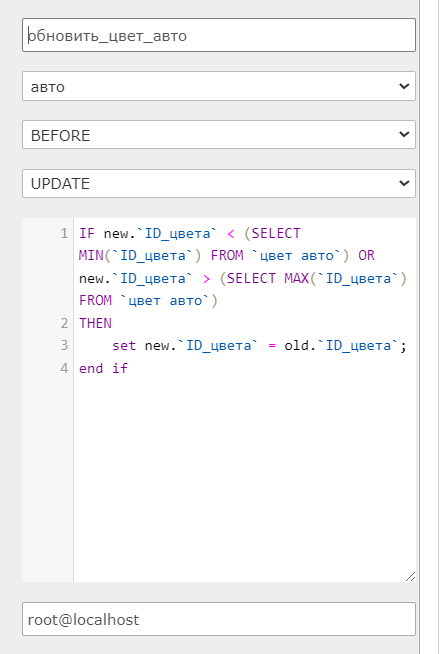 обновить_цвет_авто
авто
BEFORE
UPDATE
1 IF new.`ID_цвета` < (SELECT
MIN(`ID_цвета`) FROM `цвет авто`) OR
new.`ID_цвета` > (SELECT MAX(`ID_цвета`)
FROM `цвет авто`)
2 THEN
3 set new.`ID_цвета` = old.`ID_цвета`;
4 end if
root@localhost